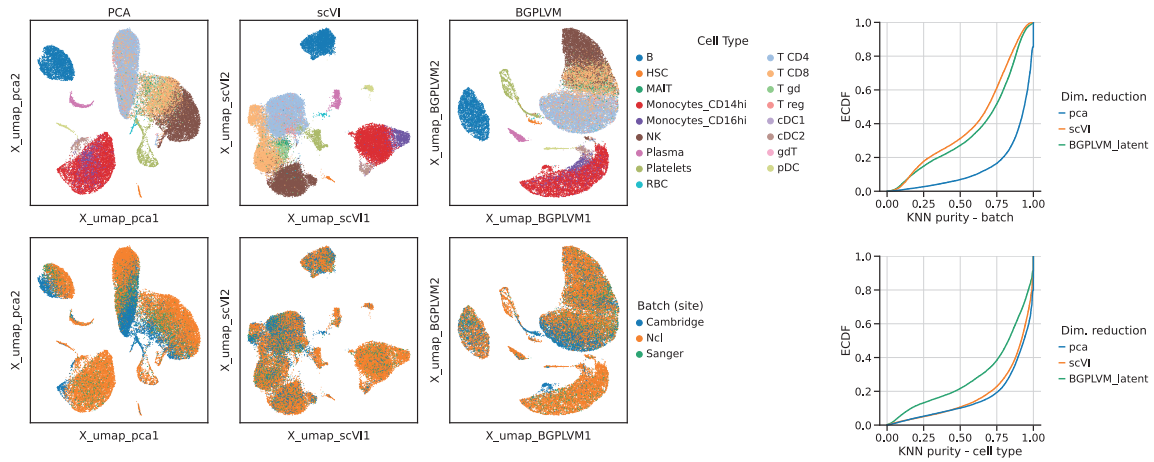 PCA
scVI
BGPLVM
X_umap_pca2
X_umap_pca1
X_umap_scVI2
X_umap_scVI1
X_umap_BGPLVM2
X_umap_BGPLVM1
Cell Type
B
HSC
MAIT
Monocytes_CD14hi
Monocytes_CD16hi
NK
Plasma
Platelets
RBC
T CD4
T CD8
T gd
T reg
cDC1
cDC2
gdT
pDC
ECDF
1.0
0.8
0.6
0.4
0.2
0.0
0.00 0.25 0.50 0.75 1.00
KNN purity - batch
Dim. reduction
pca
scVI
BGPLVM_latent
X_umap_pca2
X_umap_pca1
X_umap_scVI2
X_umap_scVI1
X_umap_BGPLVM2
X_umap_BGPLVM1
Batch (site)
Cambridge
Ncl
Sanger
ECDF
1.0
0.8
0.6
0.4
0.2
0.0
0.00 0.25 0.50 0.75 1.00
KNN purity - cell type
Dim. reduction
pca
scVI
BGPLVM_latent